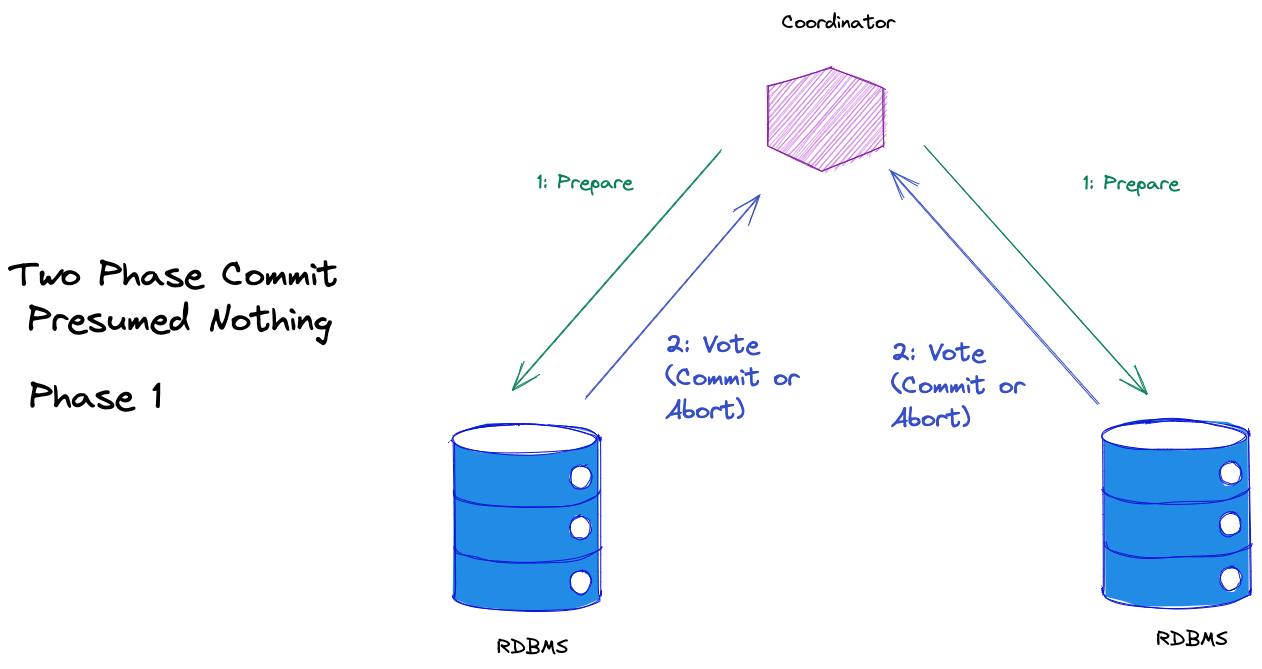 Coordinator
1: Prepare
1: Prepare
Two Phase Commit
Presumed Nothing
Phase 1
2: Vote
(Commit or
Abort)
2: Vote
(Commit or
Abort)
RDBMS
RDBMS